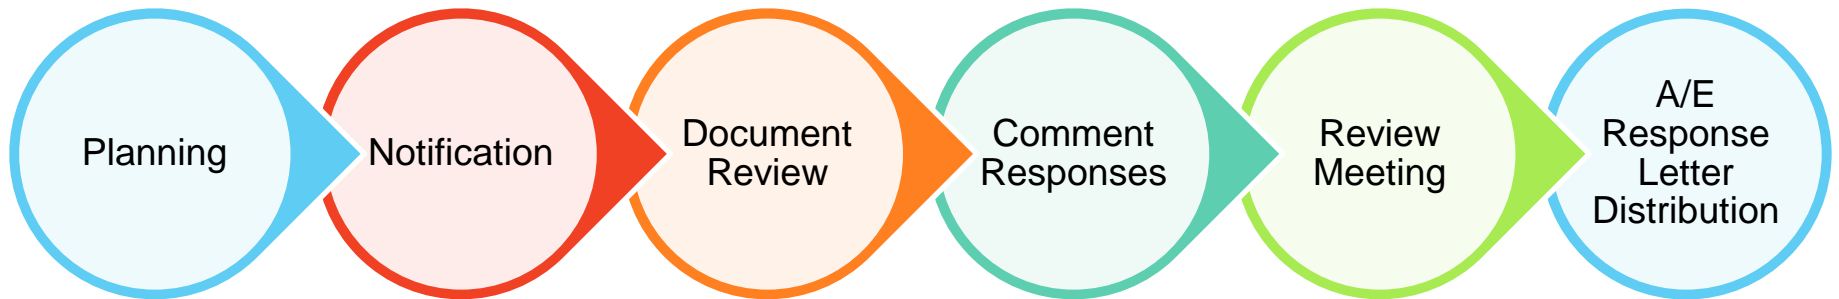 Planning
Notification
Document
Review
Comment
Responses
Review
Meeting
A/E
Response
Letter
Distribution